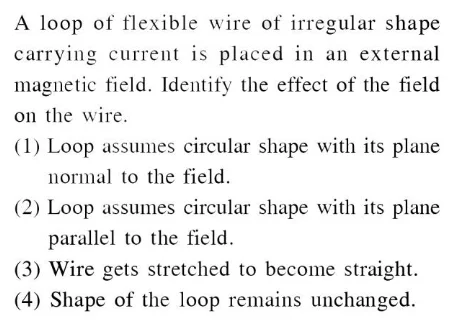 A loop of flexible wire of irregular shape
carrying current is placed in an external
magnetic field. Identify the effect of the field
on the wire.
(1) Loop assumes circular shape with its plane
normal to the field.
(2) Loop assumes circular shape with its plane
parallel to the field.
(3) Wire gets stretched to become straight.
(4) Shape of the loop remains unchanged.